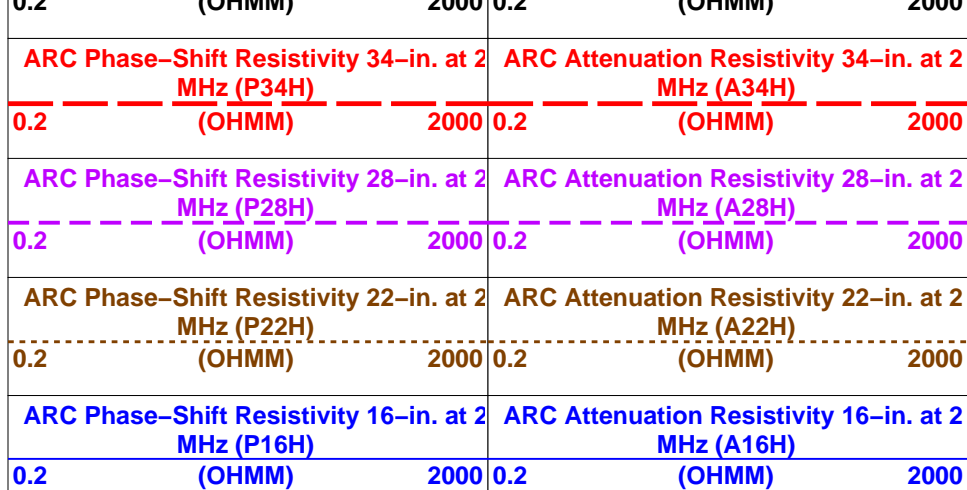 0.2 (OHMM) 2000 0.2 (OHMM) 2000
ARC Phase−Shift Resistivity 34−in. at 2 ARC Attenuation Resistivity 34−in. at 2
MHz (P34H) MHz (A34H)
0.2 (OHMM) 2000 0.2 (OHMM) 2000
ARC Phase−Shift Resistivity 28−in. at 2 ARC Attenuation Resistivity 28−in. at 2
MHz (P28H) MHz (A28H)
0.2 (OHMM) 2000 0.2 (OHMM) 2000
ARC Phase−Shift Resistivity 22−in. at 2 ARC Attenuation Resistivity 22−in. at 2
MHz (P22H) MHz (A22H)
0.2 (OHMM) 2000 0.2 (OHMM) 2000
ARC Phase−Shift Resistivity 16−in. at 2 ARC Attenuation Resistivity 16−in. at 2
MHz (P16H) MHz (A16H)
0.2 (OHMM) 2000 0.2 (OHMM) 2000